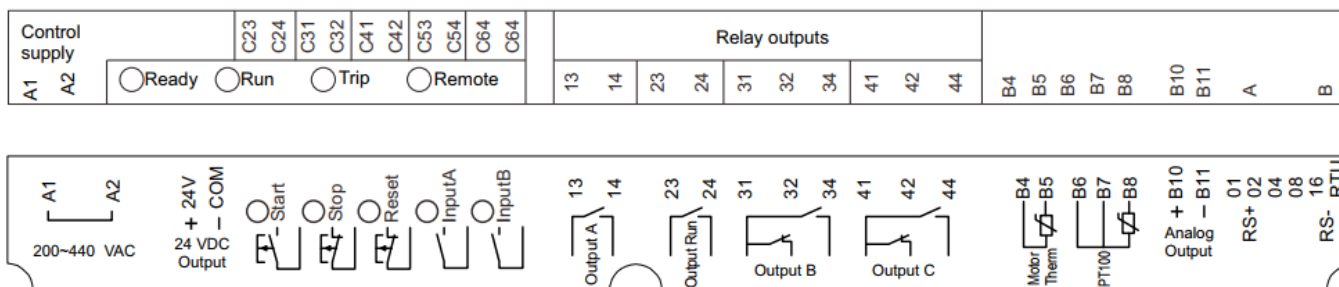 Control
supply
A1 A2
C23 C24 C31 C32 C41 C42 C53 C54 C64 C64
Ready Run Trip Remote
Relay outputs
13 14 23 24 31 32 34 41 42 44
B4 B5 B6 B7 B8 B10 B11 A B
A1 A2
200~440 VAC
+ 24V
– COM
24 VDC
Output
Start
Stop
Reset
InputA
InputB
13 14
Output A
23 24
Output Run
31 32 34
Output B
41 42 44
Output C
B4 B5
Motor
Therm
B6 B7 B8
PT100
+ B10
– B11
Analog
Output
01
RS+ 02
04
08
RS- 16
RTU